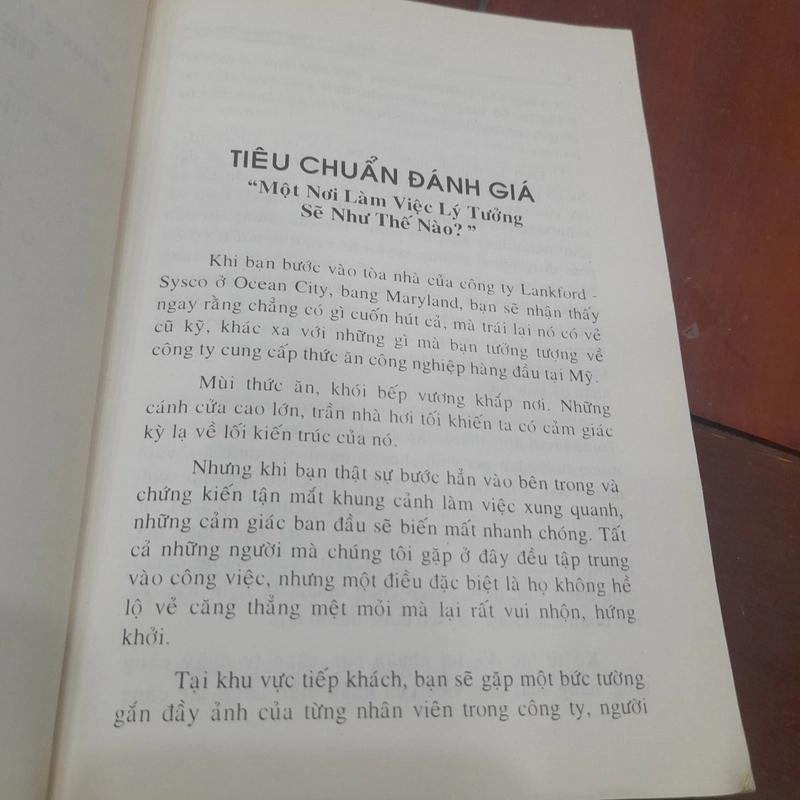 TIÊU CHUẨN ĐÁNH GIÁ
“Một Nơi Làm Việc Lý Tưởng
Sẽ Như Thế Nào?”
Khi bạn bước vào tòa nhà của công ty Lankford -
Sysco ở Ocean City, bang Maryland, bạn sẽ nhận thấy
ngay rằng chẳng có gì cuốn hút cả, mà trái lại nó có vẻ
cũ kỹ, khác xa với những gì mà bạn tưởng tượng về
công ty cung cấp thức ăn công nghiệp hàng đầu tại Mỹ.
Mùi thức ăn, khói bếp vương khắp nơi. Những
cánh cửa cao lớn, trần nhà hơi tối khiến ta có cảm giác
kỳ lạ về lối kiến trúc của nó.
Nhưng khi bạn thật sự bước hẳn vào bên trong và
chứng kiến tận mắt khung cảnh làm việc xung quanh,
những cảm giác ban đầu sẽ biến mất nhanh chóng. Tất
cả những người mà chúng tôi gặp ở đây đều tập trung
vào công việc, nhưng một điều đặc biệt là họ không hề
lộ vẻ căng thẳng mệt mỏi mà lại rất vui nhộn, hứng
khởi.
Tại khu vực tiếp khách, bạn sẽ gặp một bức tường
gắn đầy ảnh của từng nhân viên trong công ty, người